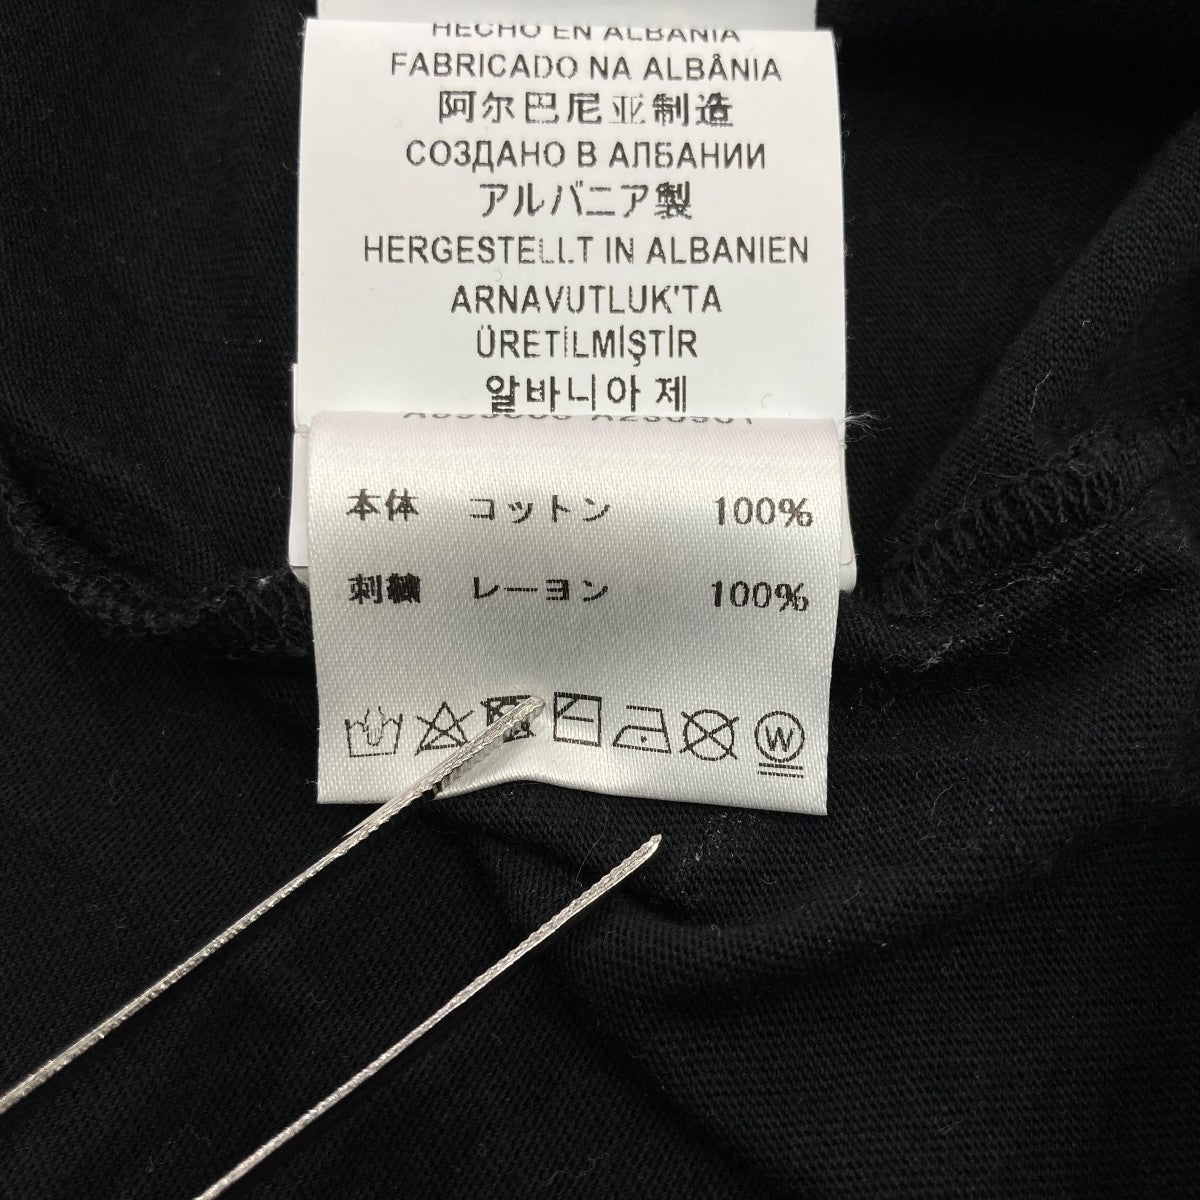 HECHO EN ALBANIA
FABRICADO NA ALBÂNIA
阿尔巴尼亚制造
СОЗДАНО В АЛБАНИИ
アルバニア製
HERGESTELLT IN ALBANIEN
ARNAVUTLUK'TA
ÜRETİLMİŞTİR
알바니아 제
本体 コットン 100%
刺繍 レーヨン 100%
W